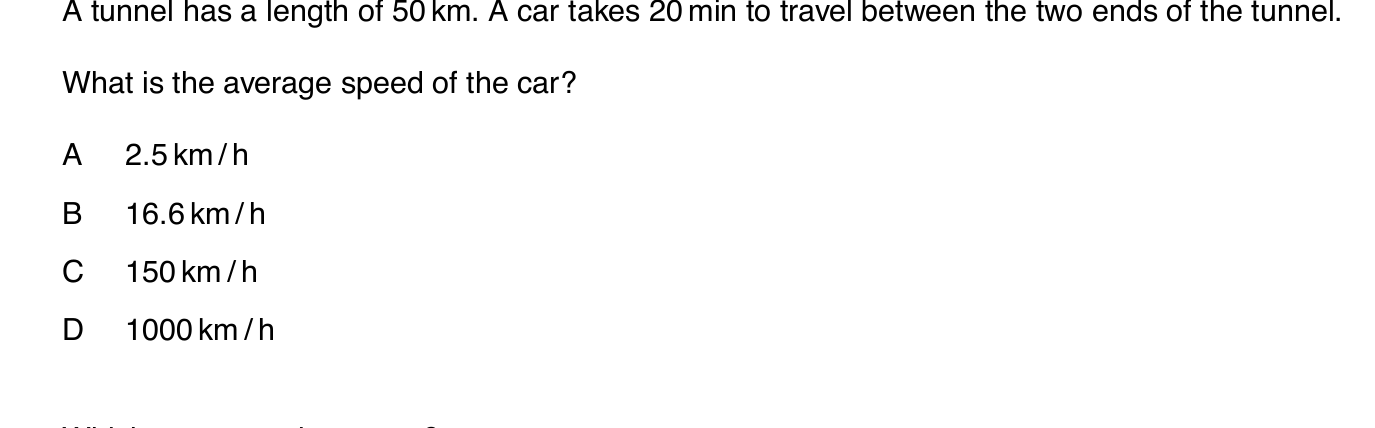 A tunnel has a length of 50 km. A car takes 20 min to travel between the two ends of the tunnel.
What is the average speed of the car?
A 2.5 km / h
B 16.6 km / h
C 150 km / h
D 1000 km / h